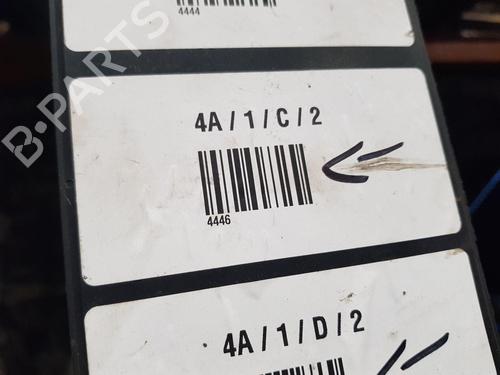 4444
B-PARTS
4A / 1 / C / 2
4446
4A / 1 / D / 2